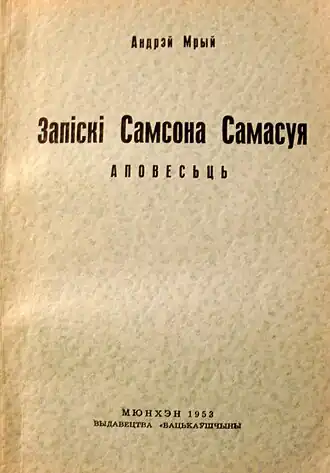 Андрэй Мрый
Запіскі Самсона Самасуя
АПОВЕСЬЦЬ
МЮНХЭН 1953
ВЫДАВЕЦТВА «БАЦЬКАЎШЧЫНЫ